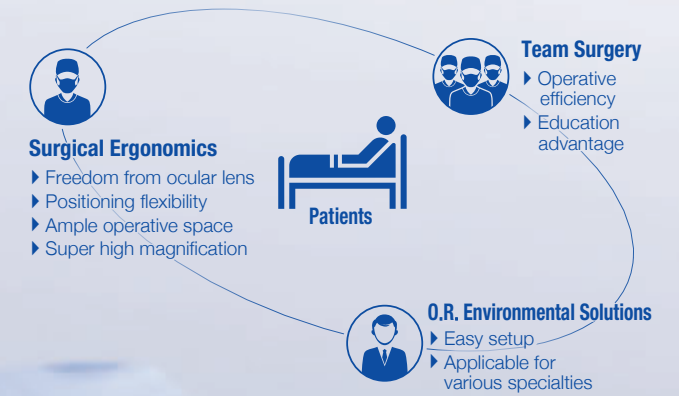 Team Surgery
Operative
efficiency
Education
advantage
Surgical Ergonomics
Freedom from ocular lens
Positioning flexibility
Ample operative space
Super high magnification
Patients
O.R. Environmental Solutions
Easy setup
Applicable for
various specialties